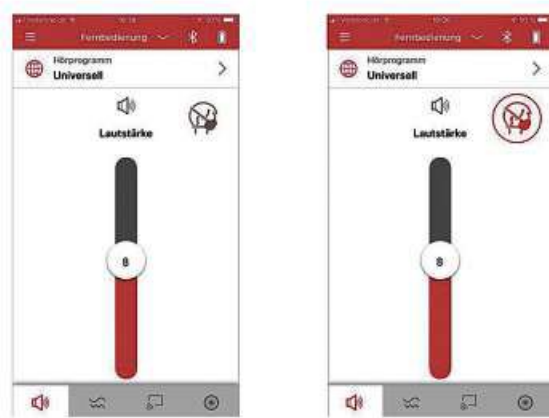 Fernbedienung
Hörprogramm
Universell
Lautstärke
8
Fernbedienung
Hörprogramm
Universell
Lautstärke
8